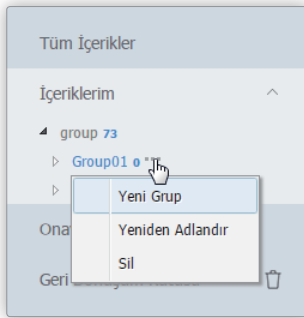 Tüm İçerikler
İçeriklerim
group 73
Group01 0
Yeni Grup
Yeniden Adlandır
Sil
Ona
Geri